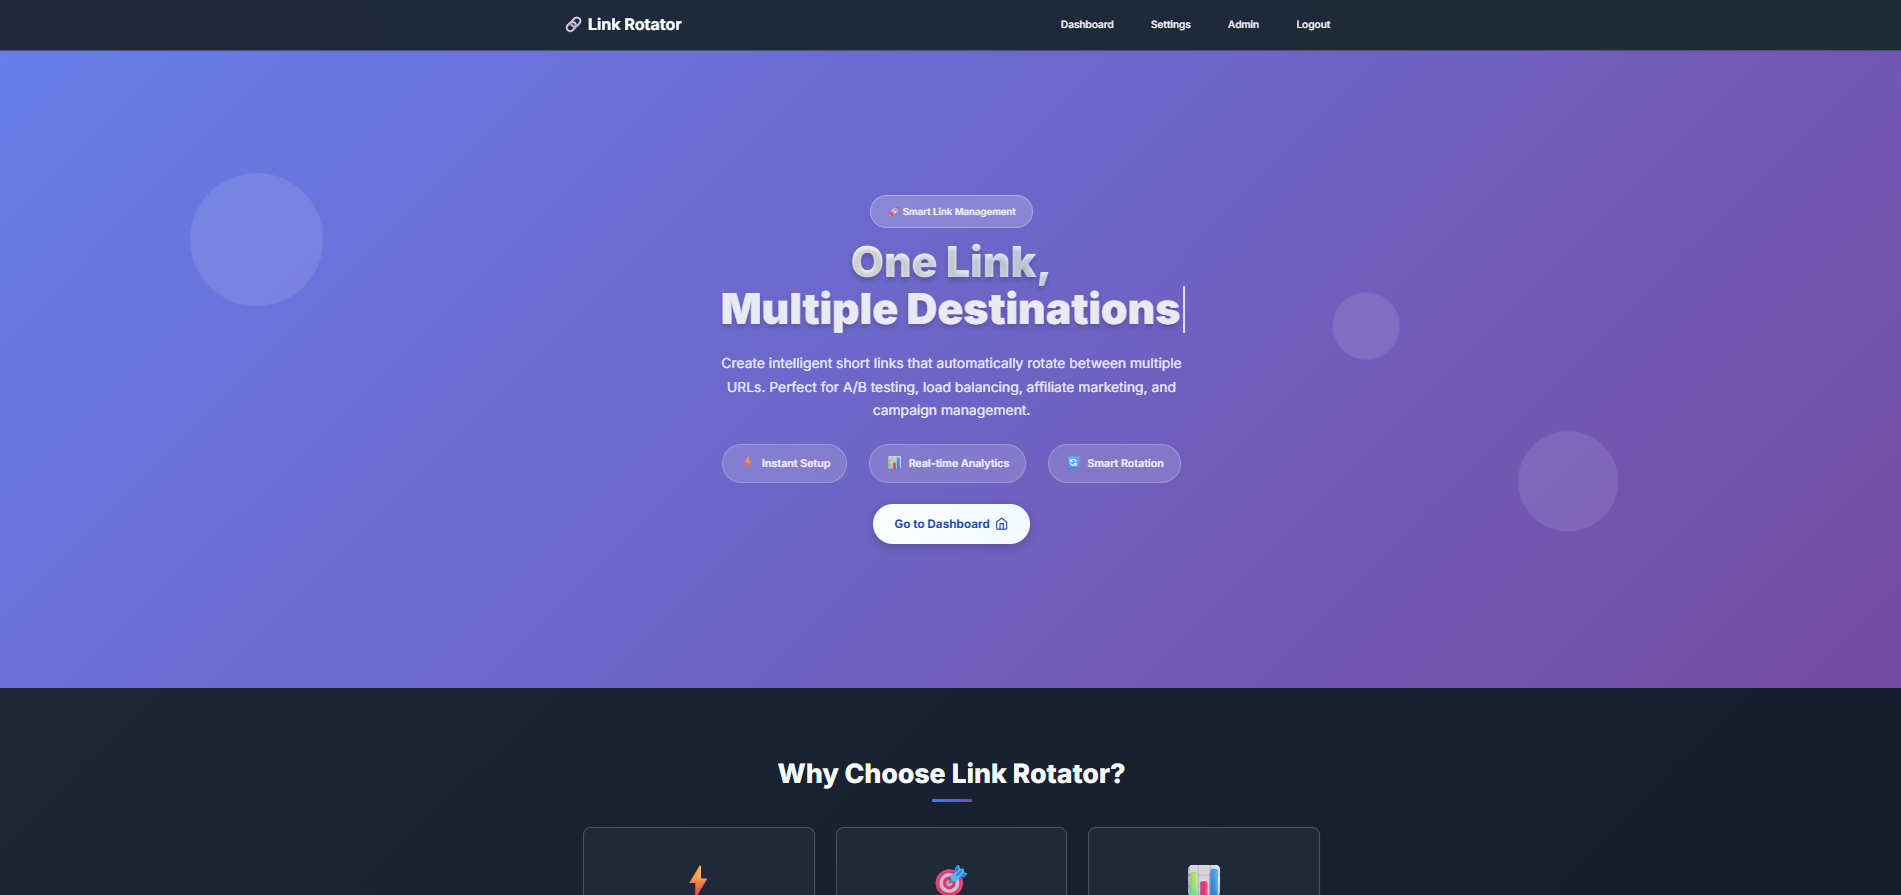 Link Rotator
Dashboard
Settings
Admin
Logout
Smart Link Management
One Link,
Multiple Destinations
Create intelligent short links that automatically rotate between multiple
URLs. Perfect for A/B testing, load balancing, affiliate marketing, and
campaign management.
Instant Setup
Real-time Analytics
Smart Rotation
Go to Dashboard
Why Choose Link Rotator?